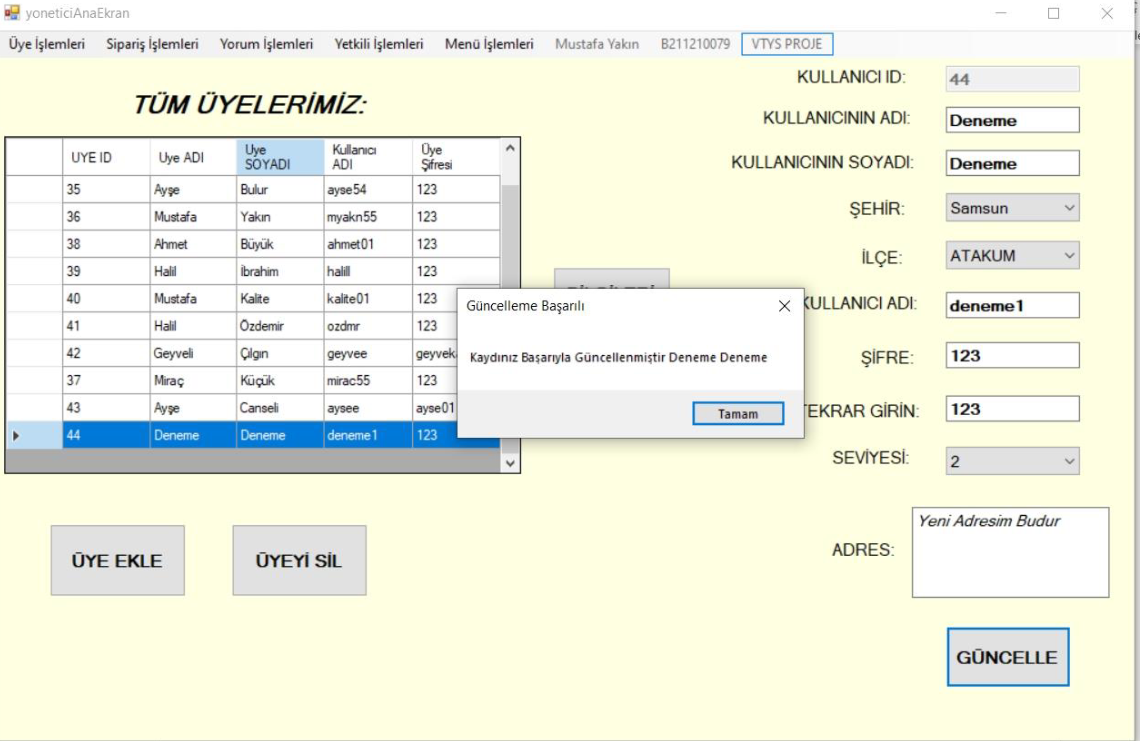 yoneticiAnaEkran
Üye İşlemleri Sipariş İşlemleri Yorum İşlemleri Yetkili İşlemleri Menü İşlemleri Mustafa Yakın B211210079 VTYS PROJE
TÜM ÜYELERİMİZ:
UYE ID Uye ADI Uye SOYADI Kullanıcı ADI Üye Şifresi
35 Ayşe Bulur ayse54 123
36 Mustafa Yakın myakn55 123
38 Ahmet Büyük ahmet01 123
39 Halil İbrahim halill 123
40 Mustafa Kalite kalite01 123
41 Halil Özdemir ozdmr 123
42 Geyveli Çılgın geyvee
37 Miraç Küçük mirac55 123
43 Ayşe Canseli aysee ayse01
44 Deneme Deneme deneme1 123
ÜYE EKLE ÜYEYİ SİL
Güncelleme Başarılı
Kaydınız Başarıyla Güncellenmiştir Deneme Deneme
Tamam
KULLANICI ID: 44
KULLANICININ ADI: Deneme
KULLANICININ SOYADI: Deneme
ŞEHİR: Samsun
İLÇE: ATAKUM
KULLANICI ADI: deneme1
ŞİFRE: 123
TEKRAR GİRİN: 123
SEVİYESİ: 2
ADRES: Yeni Adresim Budur
GÜNCELLE